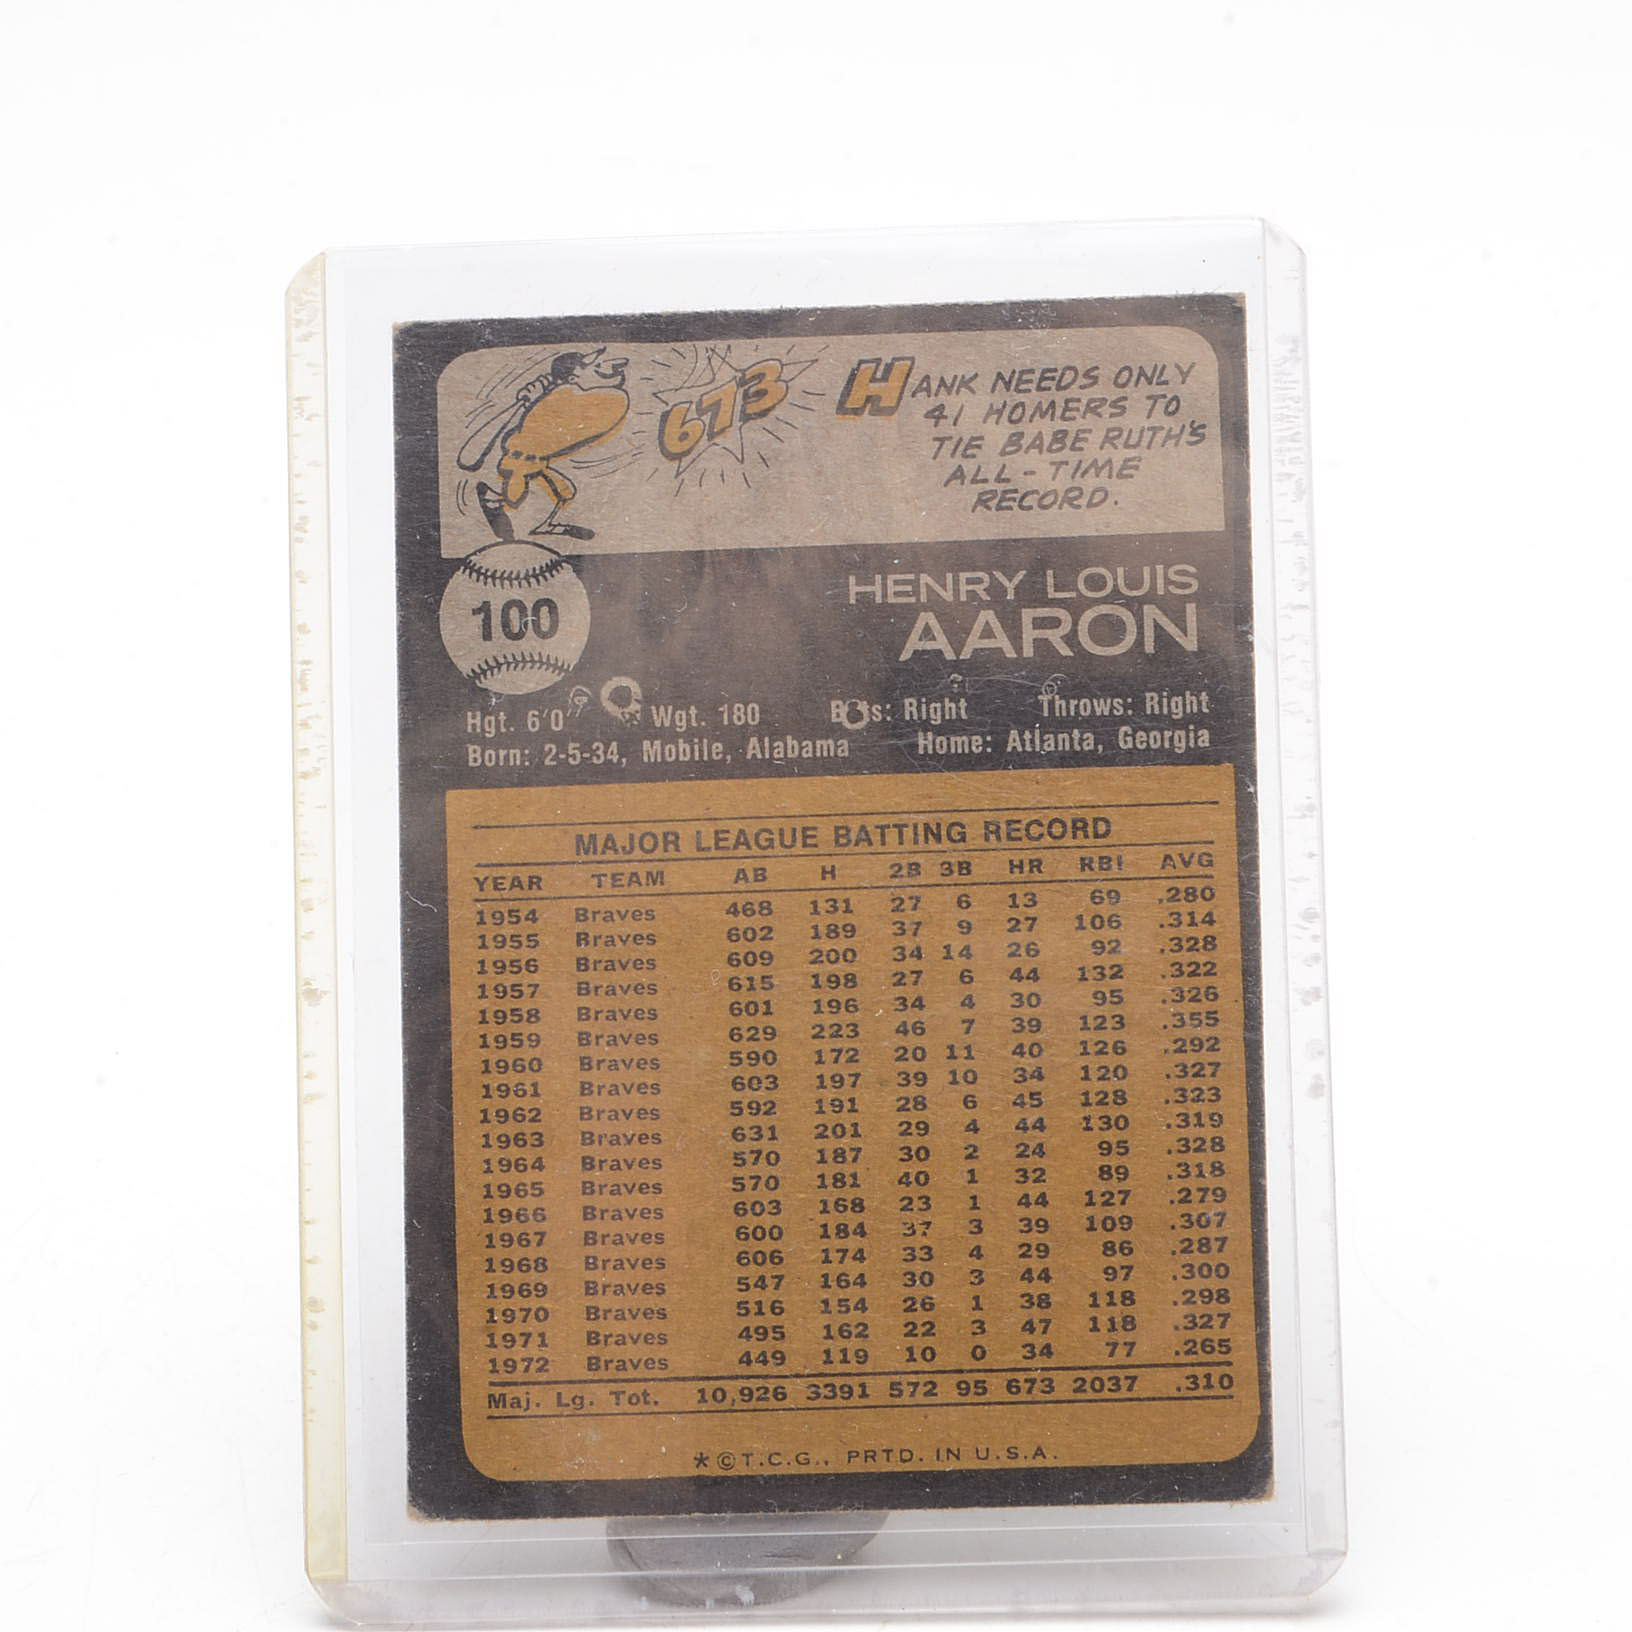 673
HANK NEEDS ONLY
41 HOMERS TO
TIE BABE RUTH'S
ALL-TIME
RECORD.
100
HENRY LOUIS
AARON
Hgt. 6'0" Wgt. 180 Bats: Right Throws: Right
Born: 2-5-34, Mobile, Alabama Home: Atlanta, Georgia
MAJOR LEAGUE BATTING RECORD
YEAR TEAM AB H 2B 3B HR RBI AVG
1954 Braves 468 131 27 6 13 69 .280
1955 Braves 602 189 37 9 27 106 .314
1956 Braves 609 200 34 14 26 92 .328
1957 Braves 615 198 27 6 44 132 .322
1958 Braves 601 196 34 4 30 95 .326
1959 Braves 629 223 46 7 39 123 .355
1960 Braves 590 172 20 11 40 126 .292
1961 Braves 603 197 39 10 34 120 .327
1962 Braves 592 191 28 6 45 128 .323
1963 Braves 631 201 29 4 44 130 .319
1964 Braves 570 187 30 2 24 95 .328
1965 Braves 570 181 40 1 32 89 .318
1966 Braves 603 168 23 1 44 127 .279
1967 Braves 600 184 37 3 39 109 .307
1968 Braves 606 174 33 4 29 86 .287
1969 Braves 547 164 30 3 44 97 .300
1970 Braves 516 154 26 1 38 118 .298
1971 Braves 495 162 22 3 47 118 .327
1972 Braves 449 119 10 0 34 77 .265
Maj. Lg. Tot. 10,926 3391 572 95 673 2037 .310
*©T.C.G., PRTD. IN U.S.A.